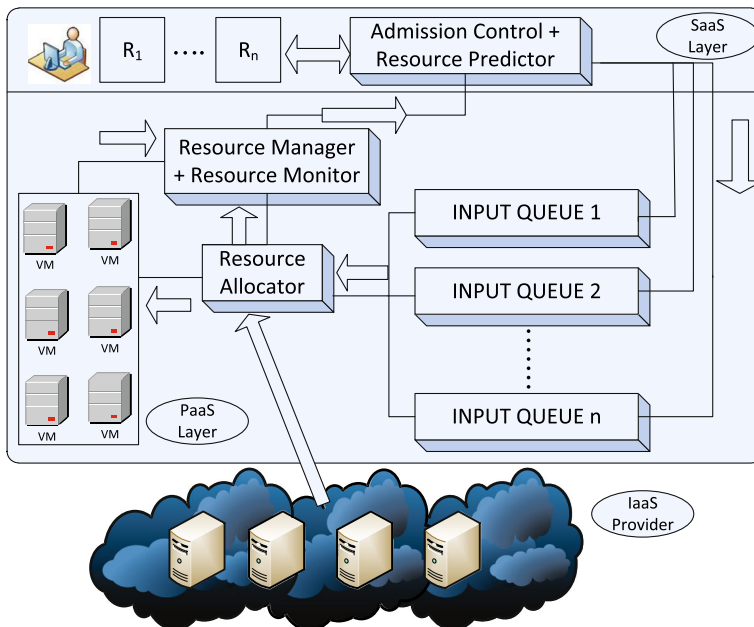 R1 .... Rn
Admission Control +
Resource Predictor
SaaS
Layer
Resource Manager
+ Resource Monitor
INPUT QUEUE 1
Resource
Allocator
INPUT QUEUE 2
INPUT QUEUE n
VM
VM
VM
VM
VM
VM
PaaS
Layer
IaaS
Provider